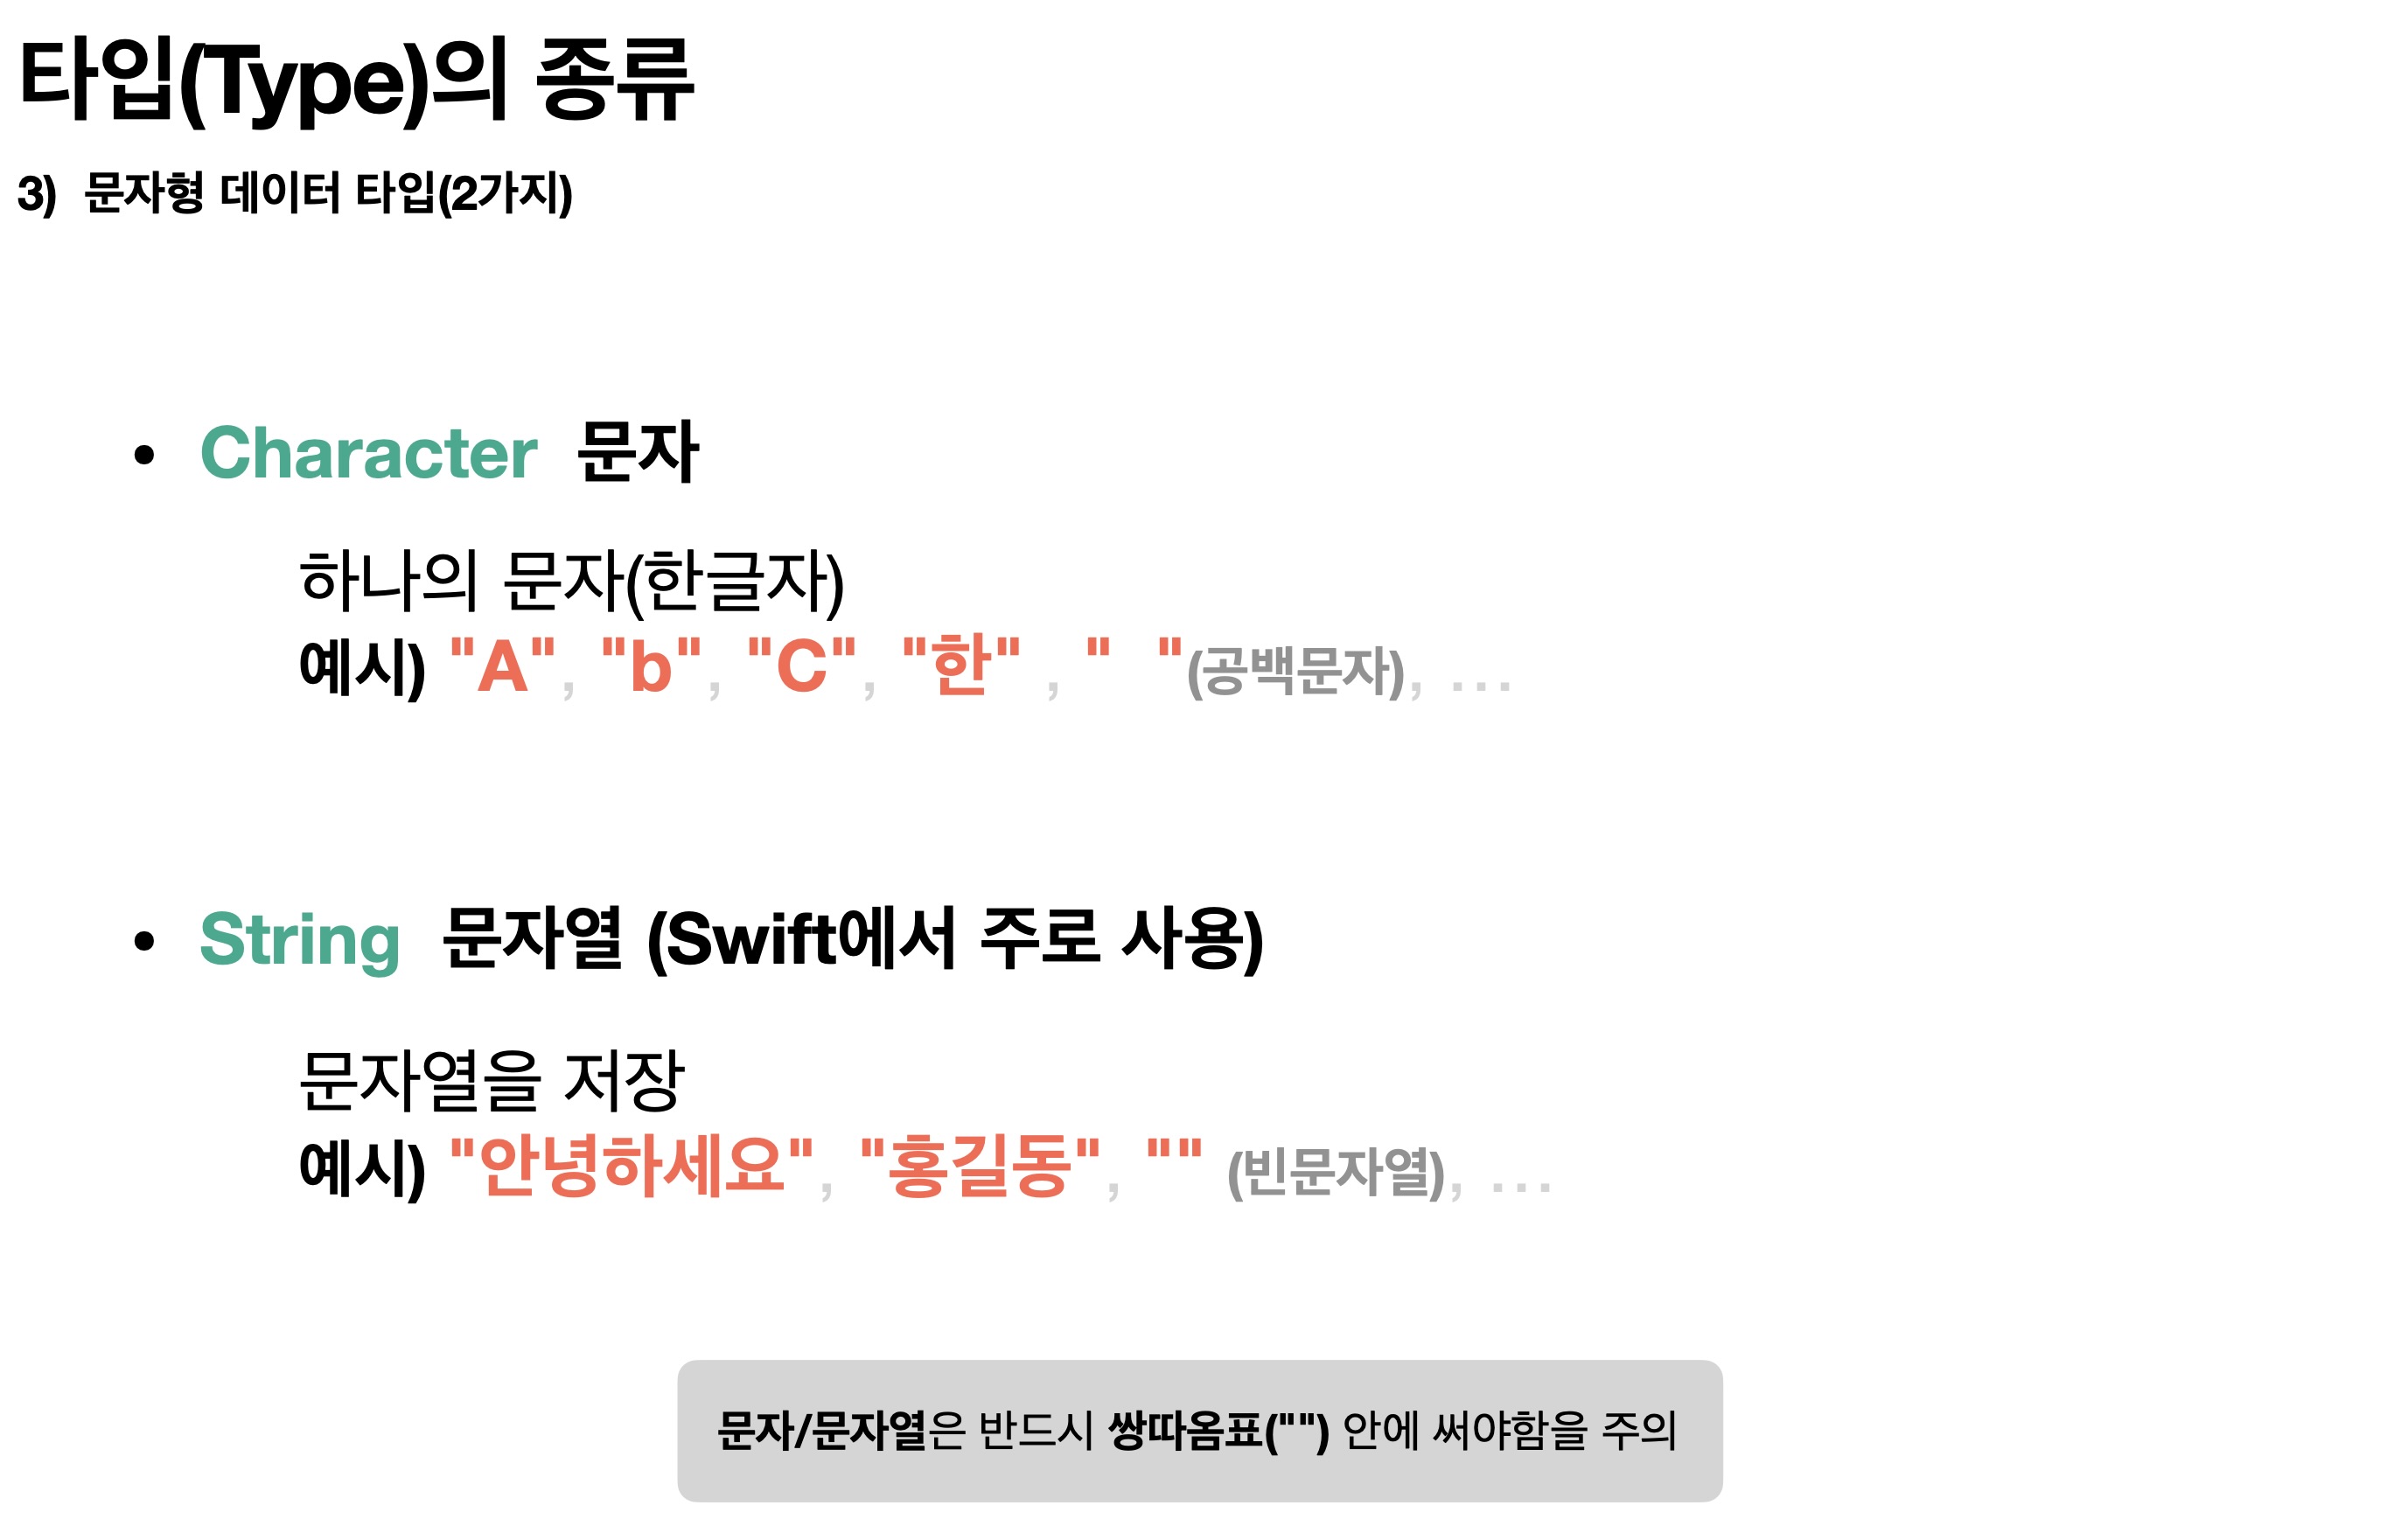 타입(Type)의 종류
3) 문자형 데이터 타입(2가지)
• Character 문자
하나의 문자(한글자)
예시) "A" , "b" , "C" , "한" , " "(공백문자), ...
• String 문자열 (Swift에서 주로 사용)
문자열을 저장
예시) "안녕하세요" , "홍길동" , "" (빈문자열), ...
문자/문자열은 반드시 쌍따옴표("") 안에 써야함을 주의